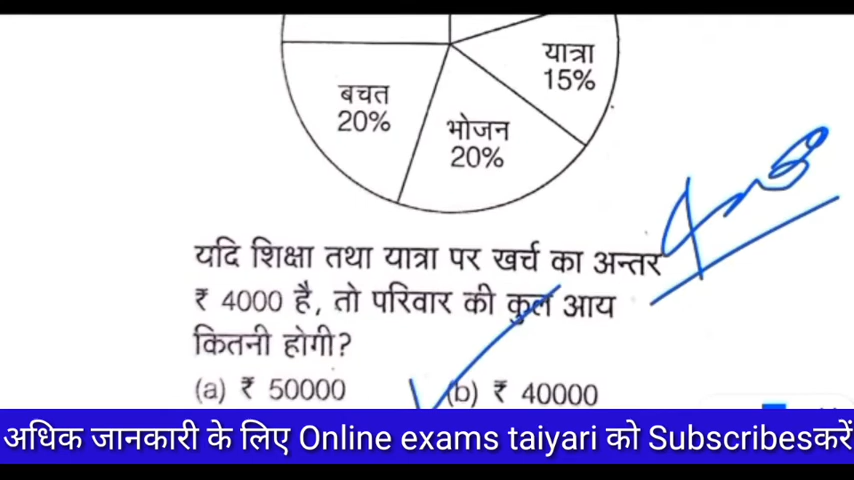 यात्रा
15%
बचत
20%
भोजन
20%
यदि शिक्षा तथा यात्रा पर खर्च का अन्तर
₹ 4000 है, तो परिवार की कुल आय
कितनी होगी?
(a) ₹ 50000 (b) ₹ 40000
अधिक जानकारी के लिए Online exams taiyari को Subscribesकरें